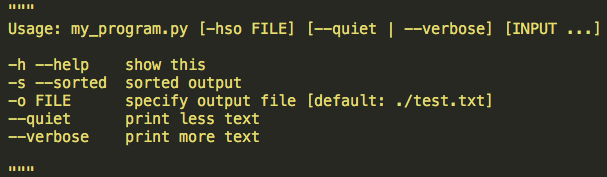 """
Usage: my_program.py [-hso FILE] [--quiet | --verbose] [INPUT ...]
-h --help    show this
-s --sorted  sorted output
-o FILE      specify output file [default: ./test.txt]
--quiet      print less text
--verbose    print more text
"""